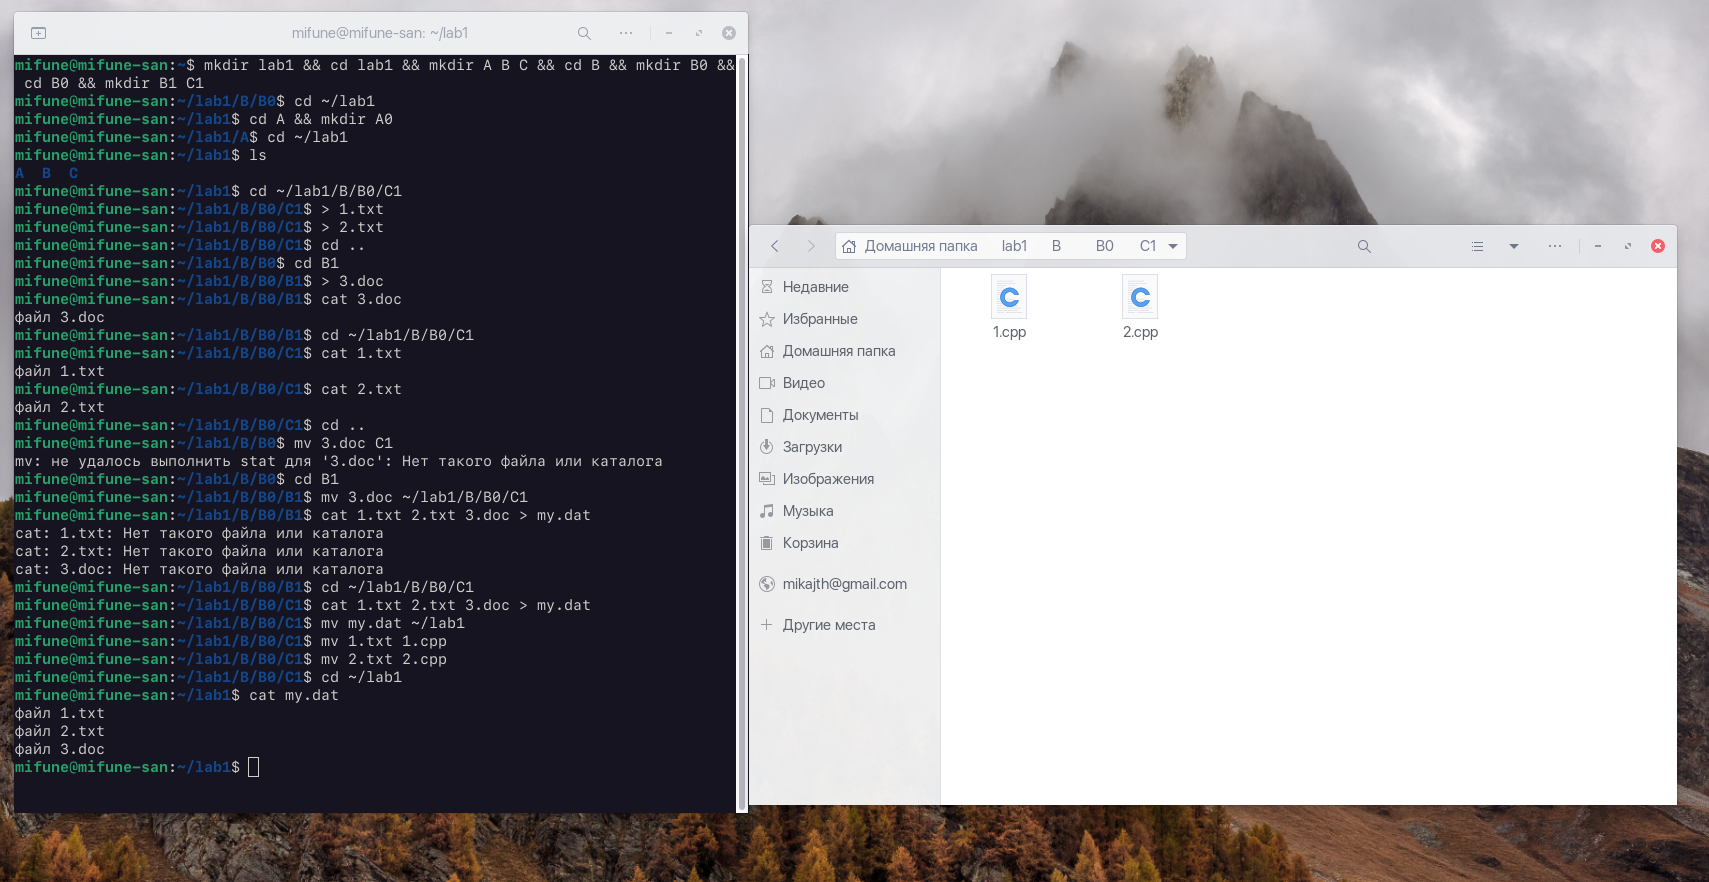 mifune@mifune-san: ~/lab1
mifune@mifune-san:~$ mkdir lab1 && cd lab1 && mkdir A B C && cd B && mkdir B0 &&
cd B0 && mkdir B1 C1
mifune@mifune-san:~/lab1/B/B0$ cd ~/lab1
mifune@mifune-san:~/lab1$ cd A && mkdir A0
mifune@mifune-san:~/lab1/A$ cd ~/lab1
mifune@mifune-san:~/lab1$ ls
A B C
mifune@mifune-san:~/lab1$ cd ~/lab1/B/B0/C1
mifune@mifune-san:~/lab1/B/B0/C1$ > 1.txt
mifune@mifune-san:~/lab1/B/B0/C1$ > 2.txt
mifune@mifune-san:~/lab1/B/B0/C1$ cd ..
mifune@mifune-san:~/lab1/B/B0$ cd B1
mifune@mifune-san:~/lab1/B/B0/B1$ > 3.doc
mifune@mifune-san:~/lab1/B/B0/B1$ cat 3.doc
файл 3.doc
mifune@mifune-san:~/lab1/B/B0/B1$ cd ~/lab1/B/B0/C1
mifune@mifune-san:~/lab1/B/B0/C1$ cat 1.txt
файл 1.txt
mifune@mifune-san:~/lab1/B/B0/C1$ cat 2.txt
файл 2.txt
mifune@mifune-san:~/lab1/B/B0/C1$ cd ..
mifune@mifune-san:~/lab1/B/B0$ mv 3.doc C1
mv: не удалось выполнить stat для '3.doc': Нет такого файла или каталога
mifune@mifune-san:~/lab1/B/B0$ cd B1
mifune@mifune-san:~/lab1/B/B0/B1$ mv 3.doc ~/lab1/B/B0/C1
mifune@mifune-san:~/lab1/B/B0/B1$ cat 1.txt 2.txt 3.doc > my.dat
cat: 1.txt: Нет такого файла или каталога
cat: 2.txt: Нет такого файла или каталога
cat: 3.doc: Нет такого файла или каталога
mifune@mifune-san:~/lab1/B/B0/B1$ cd ~/lab1/B/B0/C1
mifune@mifune-san:~/lab1/B/B0/C1$ cat 1.txt 2.txt 3.doc > my.dat
mifune@mifune-san:~/lab1/B/B0/C1$ mv my.dat ~/lab1
mifune@mifune-san:~/lab1/B/B0/C1$ mv 1.txt 1.cpp
mifune@mifune-san:~/lab1/B/B0/C1$ mv 2.txt 2.cpp
mifune@mifune-san:~/lab1/B/B0/C1$ cd ~/lab1
mifune@mifune-san:~/lab1$ cat my.dat
файл 1.txt
файл 2.txt
файл 3.doc
mifune@mifune-san:~/lab1$
Домашняя папка lab1 B B0 C1
Недавние
Избранные
Домашняя папка
Видео
Документы
Загрузки
Изображения
Музыка
Корзина
mikajth@gmail.com
Другие места
1.cpp
2.cpp